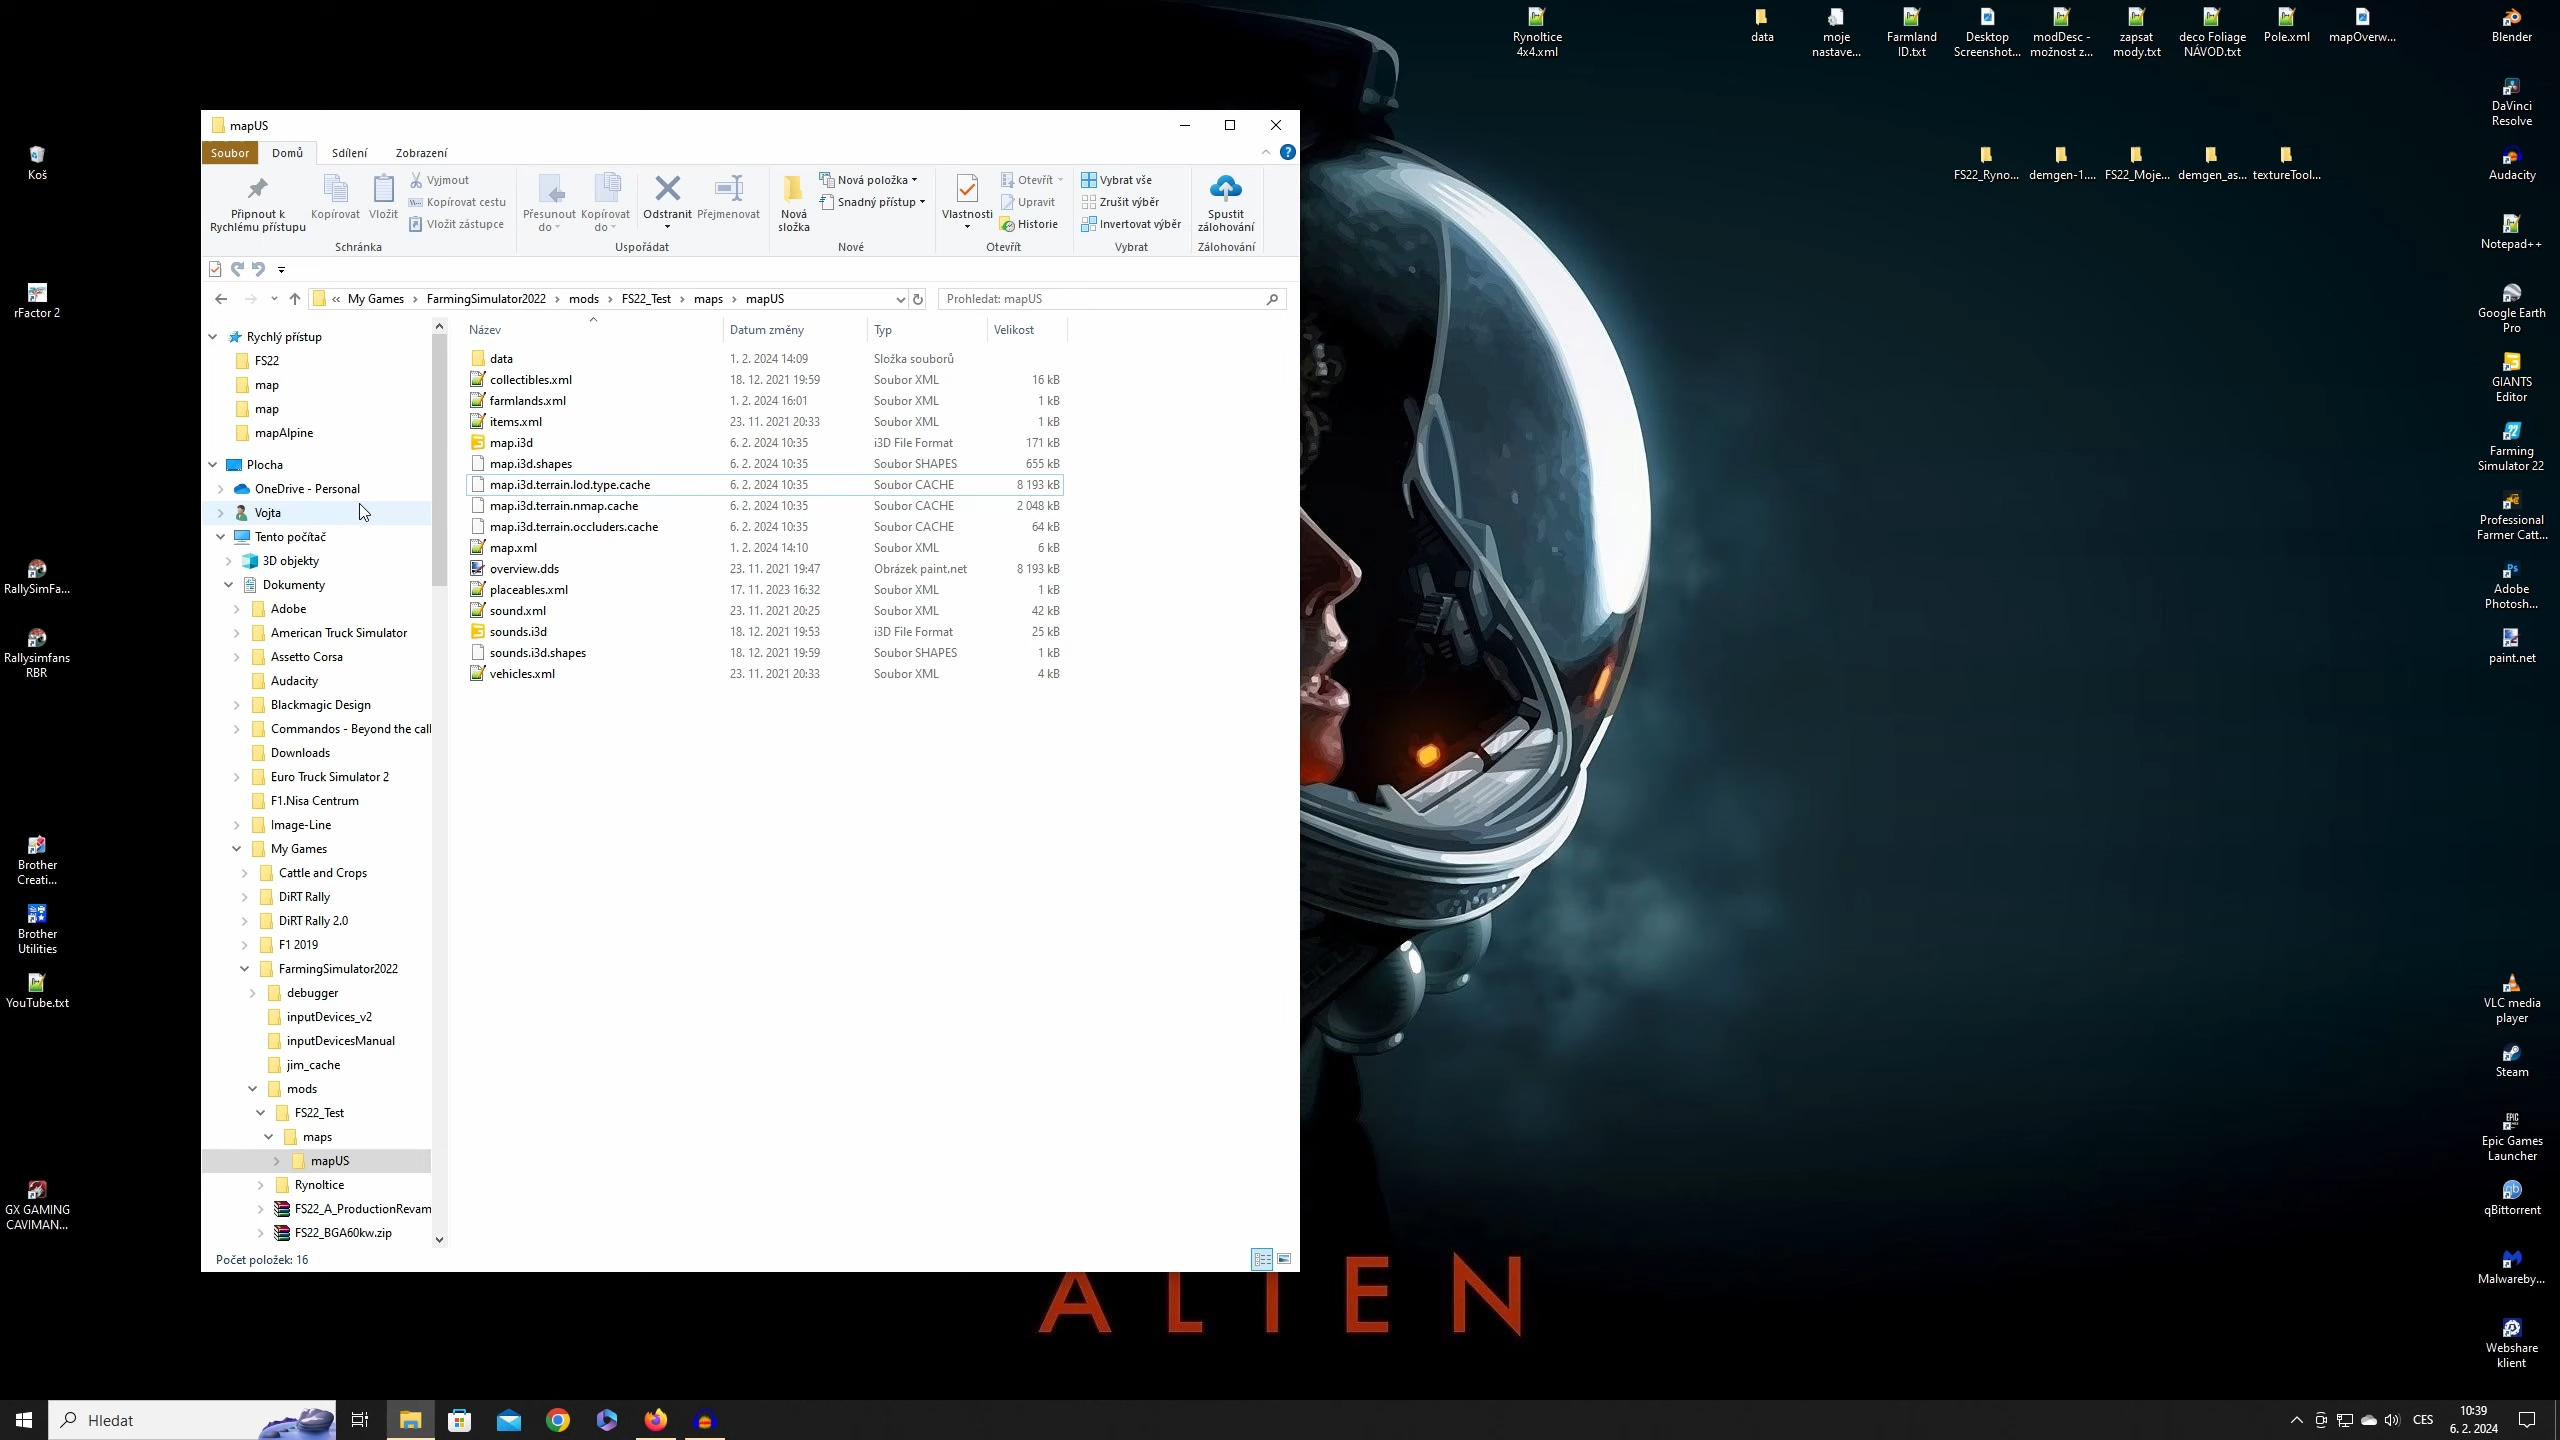 Rynoltice
4x4.xml
data
moje
nastave...
Farmland
ID.txt
Desktop
Screenshot...
modDesc -
možnost z...
zapsat
mody.txt
deco Foliage
NÁVOD.txt
Pole.xml
mapOverw...
Blender
DaVinci
Resolve
FS22_Ryno...
demgen-1....
FS22_Moje...
demgen_as...
textureTool...
Audacity
Notepad++
Google Earth
Pro
GIANTS
Editor
Farming
Simulator 22
Professional
Farmer Catt...
Adobe
Photosh...
paint.net
VLC media
player
Steam
Epic Games
Launcher
qBittorrent
Malwareby...
Webshare
klient
Koš
rFactor 2
RallySimFa...
Rallysimfans
RBR
Brother
Creati...
Brother
Utilities
YouTube.txt
GX GAMING
CAVIMAN...
mapUS
Soubor Domů Sdílení Zobrazení
Připnout k
Rychlému přístupu
Kopírovat
Vložit
Vyjmout
Kopírovat cestu
Vložit zástupce
Schránka
Přesunout
do
Kopírovat
do
Odstranit
Přejmenovat
Uspořádat
Nová
složka
Nová položka
Snadný přístup
Nové
Vlastnosti
Otevřít
Upravit
Historie
Otevřít
Vybrat vše
Zrušit výběr
Invertovat výběr
Vybrat
Spustit
zálohování
Zálohování
« My Games › FarmingSimulator2022 › mods › FS22_Test › maps › mapUS
Prohledat: mapUS
Rychlý přístup
FS22
map
map
mapAlpine
Plocha
OneDrive - Personal
Vojta
Tento počítač
3D objekty
Dokumenty
Adobe
American Truck Simulator
Assetto Corsa
Audacity
Blackmagic Design
Commandos - Beyond the call
Downloads
Euro Truck Simulator 2
F1.Nisa Centrum
Image-Line
My Games
Cattle and Crops
DiRT Rally
DiRT Rally 2.0
F1 2019
FarmingSimulator2022
debugger
inputDevices_v2
inputDevicesManual
jim_cache
mods
FS22_Test
maps
mapUS
Rynoltice
FS22_A_ProductionRevam
FS22_BGA60kw.zip
Název Datum změny Typ Velikost
data 1. 2. 2024 14:09 Složka souborů
collectibles.xml 18. 12. 2021 19:59 Soubor XML 16 kB
farmlands.xml 1. 2. 2024 16:01 Soubor XML 1 kB
items.xml 23. 11. 2021 20:33 Soubor XML 1 kB
map.i3d 6. 2. 2024 10:35 i3D File Format 171 kB
map.i3d.shapes 6. 2. 2024 10:35 Soubor SHAPES 655 kB
map.i3d.terrain.lod.type.cache 6. 2. 2024 10:35 Soubor CACHE 8 193 kB
map.i3d.terrain.nmap.cache 6. 2. 2024 10:35 Soubor CACHE 2 048 kB
map.i3d.terrain.occluders.cache 6. 2. 2024 10:35 Soubor CACHE 64 kB
map.xml 1. 2. 2024 14:10 Soubor XML 6 kB
overview.dds 23. 11. 2021 19:47 Obrázek paint.net 8 193 kB
placeables.xml 17. 11. 2023 16:32 Soubor XML 1 kB
sound.xml 23. 11. 2021 20:25 Soubor XML 42 kB
sounds.i3d 18. 12. 2021 19:53 i3D File Format 25 kB
sounds.i3d.shapes 18. 12. 2021 19:59 Soubor SHAPES 1 kB
vehicles.xml 23. 11. 2021 20:33 Soubor XML 4 kB
Počet položek: 16
ALIEN
Hledat
CES
10:39
6. 2. 2024